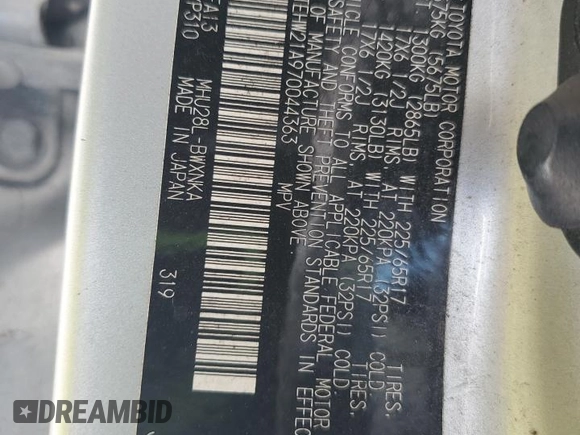 TOYOTA MOTOR CORPORATION
75KG (5675LB)
1300KG (2865LB) WITH 225/65R17 TIRES.
17X6 1/2J RIMS AT 220KPA (32PSI) COLD
1420KG (3130LB) WITH 225/65R17 TIRES.
17X6 1/2J RIMS AT 220KPA (32PSI) COLD.
VEHICLE CONFORMS TO ALL APPLICABLE FEDERAL MOTOR
SAFETY AND THEFT PREVENTION STANDARDS IN EFFECT
OF MANUFACTURE SHOWN ABOVE.
TEHW21A970044363 MPV
EA13
P310
MHU28L-BWXNKA
MADE IN JAPAN 319
DREAMBID